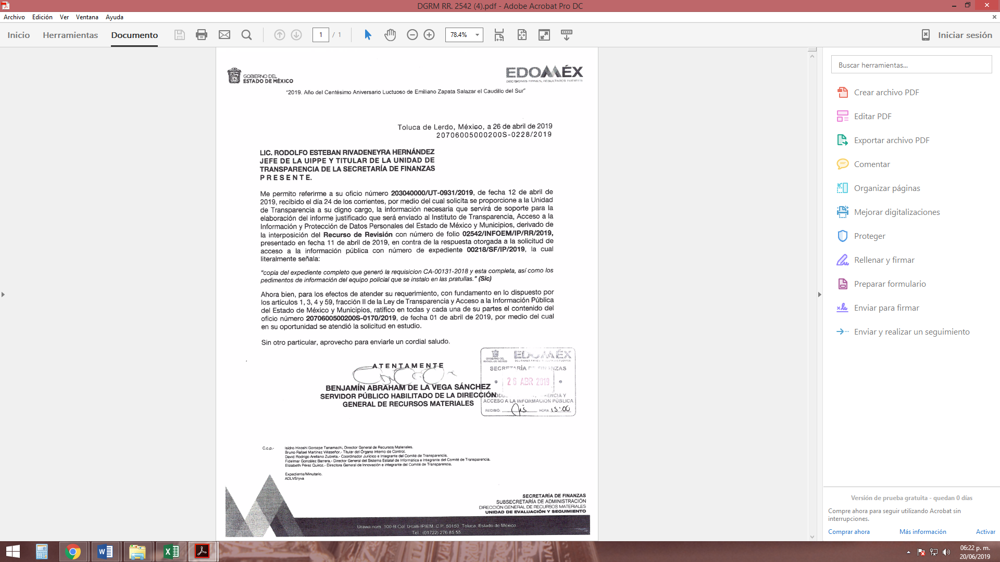 DGRM RR. 2542 (4).pdf - Adobe Acrobat Pro DC
Archivo Edición Ver Ventana Ayuda
Inicio Herramientas Documento 1 / 1 78.4% Iniciar sesión
GOBIERNO DEL
ESTADO DE MÉXICO
EDOMÉX
DECISIONES FIRMES, RESULTADOS FUERTES
"2019. Año del Centésimo Aniversario Luctuoso de Emiliano Zapata Salazar el Caudillo del Sur"
Toluca de Lerdo, México, a 26 de abril de 2019
20706005000200S-0228/2019
LIC. RODOLFO ESTEBAN RIVADENEYRA HERNÁNDEZ
JEFE DE LA UIPPE Y TITULAR DE LA UNIDAD DE
TRANSPARENCIA DE LA SECRETARÍA DE FINANZAS
P R E S E N T E.
Me permito referirme a su oficio número 203040000/UT-0931/2019, de fecha 12 de abril de
2019, recibido el día 24 de los corrientes, por medio del cual solicita se proporcione a la Unidad
de Transparencia a su digno cargo, la información necesaria que servirá de soporte para la
elaboración del informe justificado que será enviado al Instituto de Transparencia, Acceso a la
Información y Protección de Datos Personales del Estado de México y Municipios, derivado de
la interposición del Recurso de Revisión con número de folio 02542/INFOEM/IP/RR/2019,
presentado en fecha 11 de abril de 2019, en contra de la respuesta otorgada a la solicitud de
acceso a la información pública con número de expediente 00218/SF/IP/2019, la cual
literalmente señala:
"copia del expediente completo que generó la requisicion CA-00131-2018 y esta completa, así como los
pedimentos de información del equipo policial que se instalo en las pratullas." (Sic)
Ahora bien, para los efectos de atender su requerimiento, con fundamento en lo dispuesto por
los artículos 1, 3, 4 y 59, fracción II de la Ley de Transparencia y Acceso a la Información Pública
del Estado de México y Municipios, ratifico en todas y cada una de su partes el contenido del
oficio número 2070600500200S-0170/2019, de fecha 01 de abril de 2019, por medio del cual
en su oportunidad se atendió la solicitud en estudio.
Sin otro particular, aprovecho para enviarle un cordial saludo.
A T E N T A M E N T E
BENJAMÍN ABRAHAM DE LA VEGA SÁNCHEZ
SERVIDOR PÚBLICO HABILITADO DE LA DIRECCIÓN
GENERAL DE RECURSOS MATERIALES
GOBIERNO DEL
ESTADO DE MÉXICO
EDOMÉX
SECRETARÍA DE FINANZAS
26 ABR 2019
ACCESO A LA INFORMACIÓN PÚBLICA
RECIBIÓ: HORA: 15:00
C.c.p.- Isidro Hiroshi Gorozpe Tanamachi, Director General de Recursos Materiales.
Bruno Rafael Martínez Villaseñor.- Titular del Órgano Interno de Control.
David Rodrigo Arellano Zubieta.- Coordinador Jurídico e Integrante del Comité de Transparencia.
Fidelmar González Barrera.- Director General del Sistema Estatal de Informática e Integrante del Comité de Transparencia.
Elizabeth Pérez Quiroz.- Directora General de Innovación e integrante del Comité de Transparencia.
Expediente/Minutario.
ADLVS/yva
SECRETARÍA DE FINANZAS
SUBSECRETARÍA DE ADMINISTRACIÓN
DIRECCIÓN GENERAL DE RECURSOS MATERIALES
UNIDAD DE EVALUACIÓN Y SEGUIMIENTO
Urawa núm. 100-B Col. Izcalli IPIEM, C.P. 50150, Toluca, Estado de México.
Tel.: (01722) 276 85 55
Buscar herramientas...
Crear archivo PDF
Editar PDF
Exportar archivo PDF
Comentar
Organizar páginas
Mejorar digitalizaciones
Proteger
Rellenar y firmar
Preparar formulario
Enviar para firmar
Enviar y realizar un seguimiento
Versión de prueba gratuita - quedan 0 días
Compre ahora para seguir utilizando Acrobat sin
interrupciones.
Comprar ahora Más información Activar
06:22 p. m.
20/06/2019